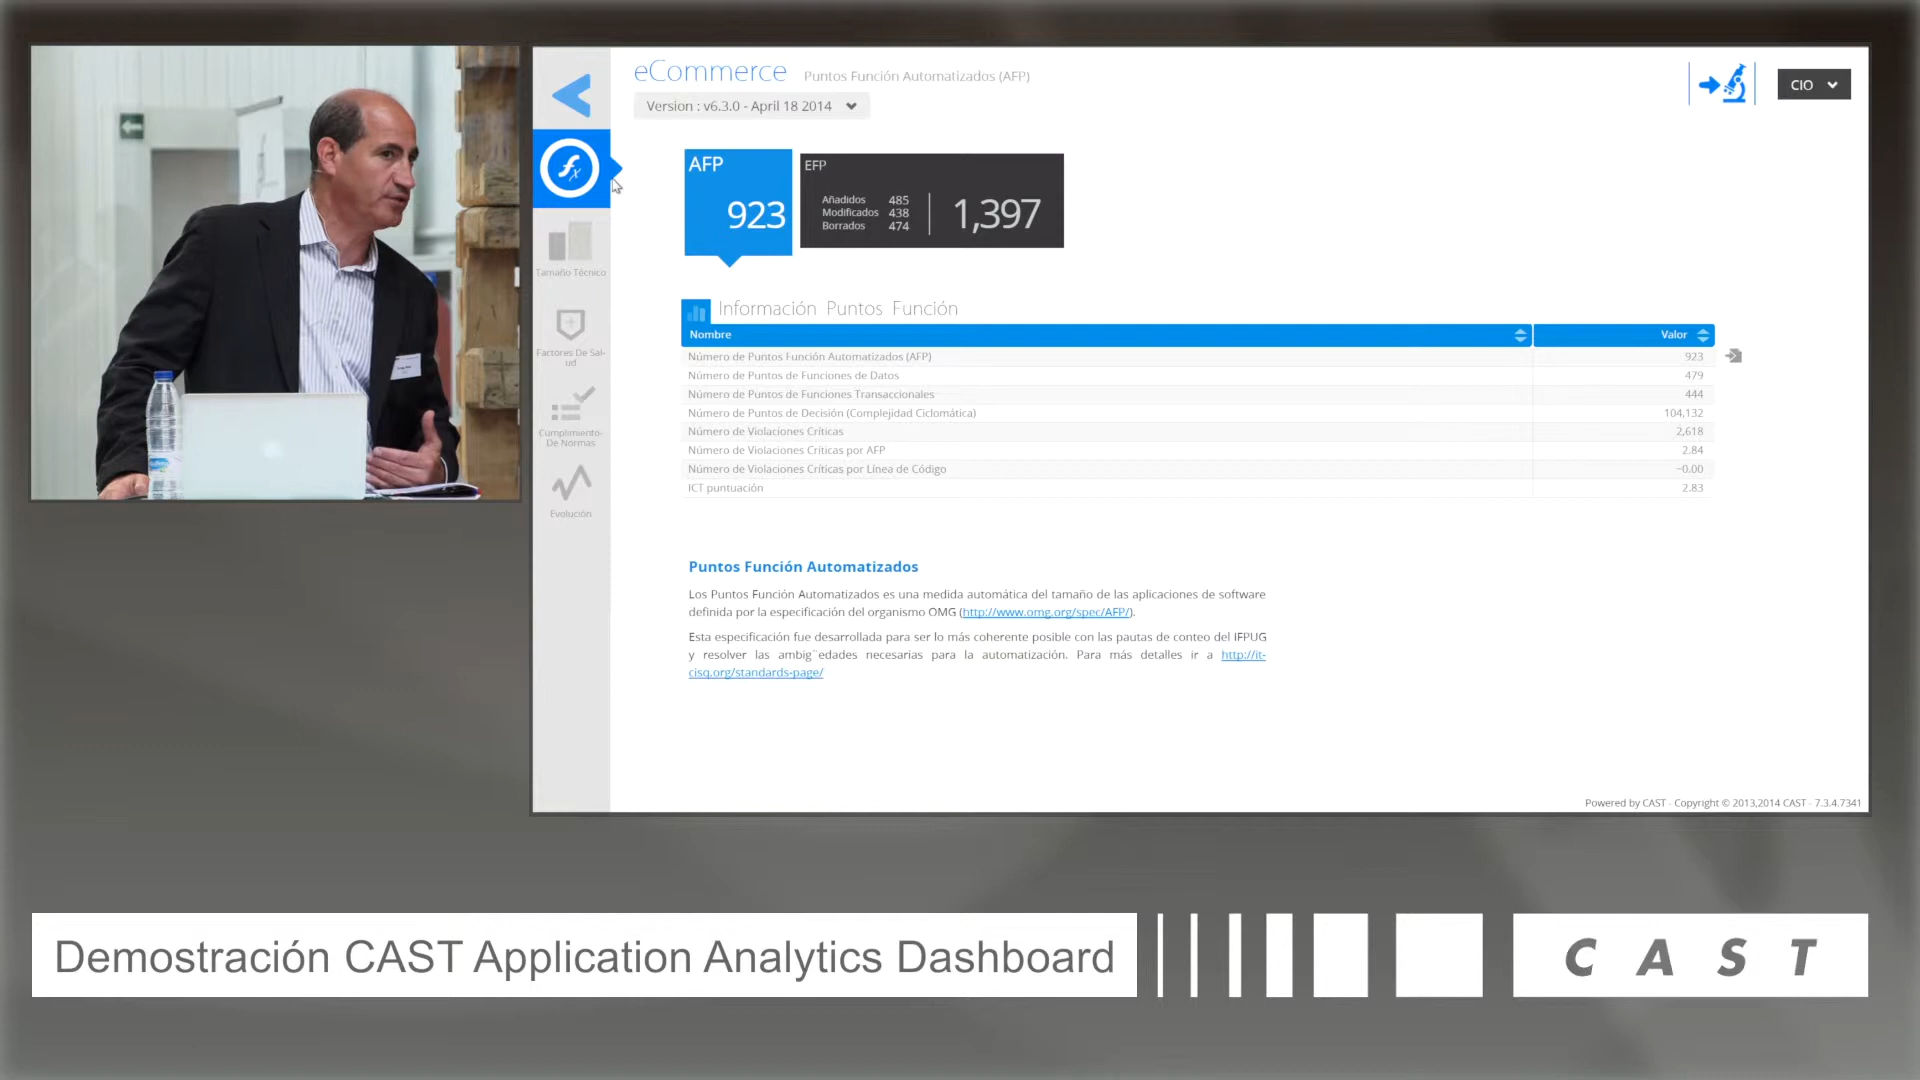 eCommerce Puntos Función Automatizados (AFP)
Version : v6.3.0 - April 18 2014
CIO
AFP
923
EFP
Añadidos 485
Modificados 438
Borrados 474
1,397
Tamaño Técnico
Factores De Sal-
ud
Cumplimiento-
De Normas
Evolución
Información Puntos Función
Nombre Valor
Número de Puntos Función Automatizados (AFP) 923
Número de Puntos de Funciones de Datos 479
Número de Puntos de Funciones Transaccionales 444
Número de Puntos de Decisión (Complejidad Ciclomática) 104,132
Número de Violaciones Críticas 2,618
Número de Violaciones Críticas por AFP 2.84
Número de Violaciones Críticas por Línea de Código ~0.00
ICT puntuación 2.83
Puntos Función Automatizados
Los Puntos Función Automatizados es una medida automática del tamaño de las aplicaciones de software
definida por la especificación del organismo OMG (http://www.omg.org/spec/AFP/).
Esta especificación fue desarrollada para ser lo más coherente posible con las pautas de conteo del IFPUG
y resolver las ambig¨edades necesarias para la automatización. Para más detalles ir a http://it-
cisq.org/standards-page/
Powered by CAST - Copyright © 2013,2014 CAST - 7.3.4.7341
Demostración CAST Application Analytics Dashboard
CAST